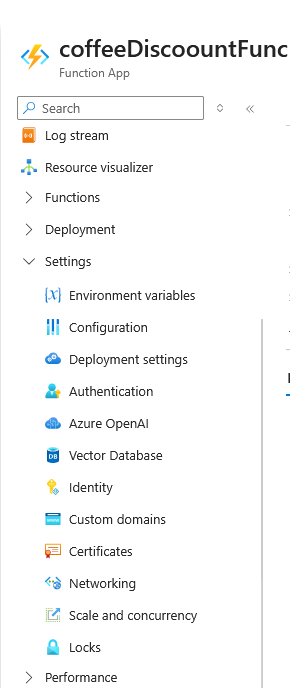 coffeeDiscoountFunc
Function App
Search
Log stream
Resource visualizer
Functions
Deployment
Settings
Environment variables
Configuration
Deployment settings
Authentication
Azure OpenAI
Vector Database
Identity
Custom domains
Certificates
Networking
Scale and concurrency
Locks
Performance